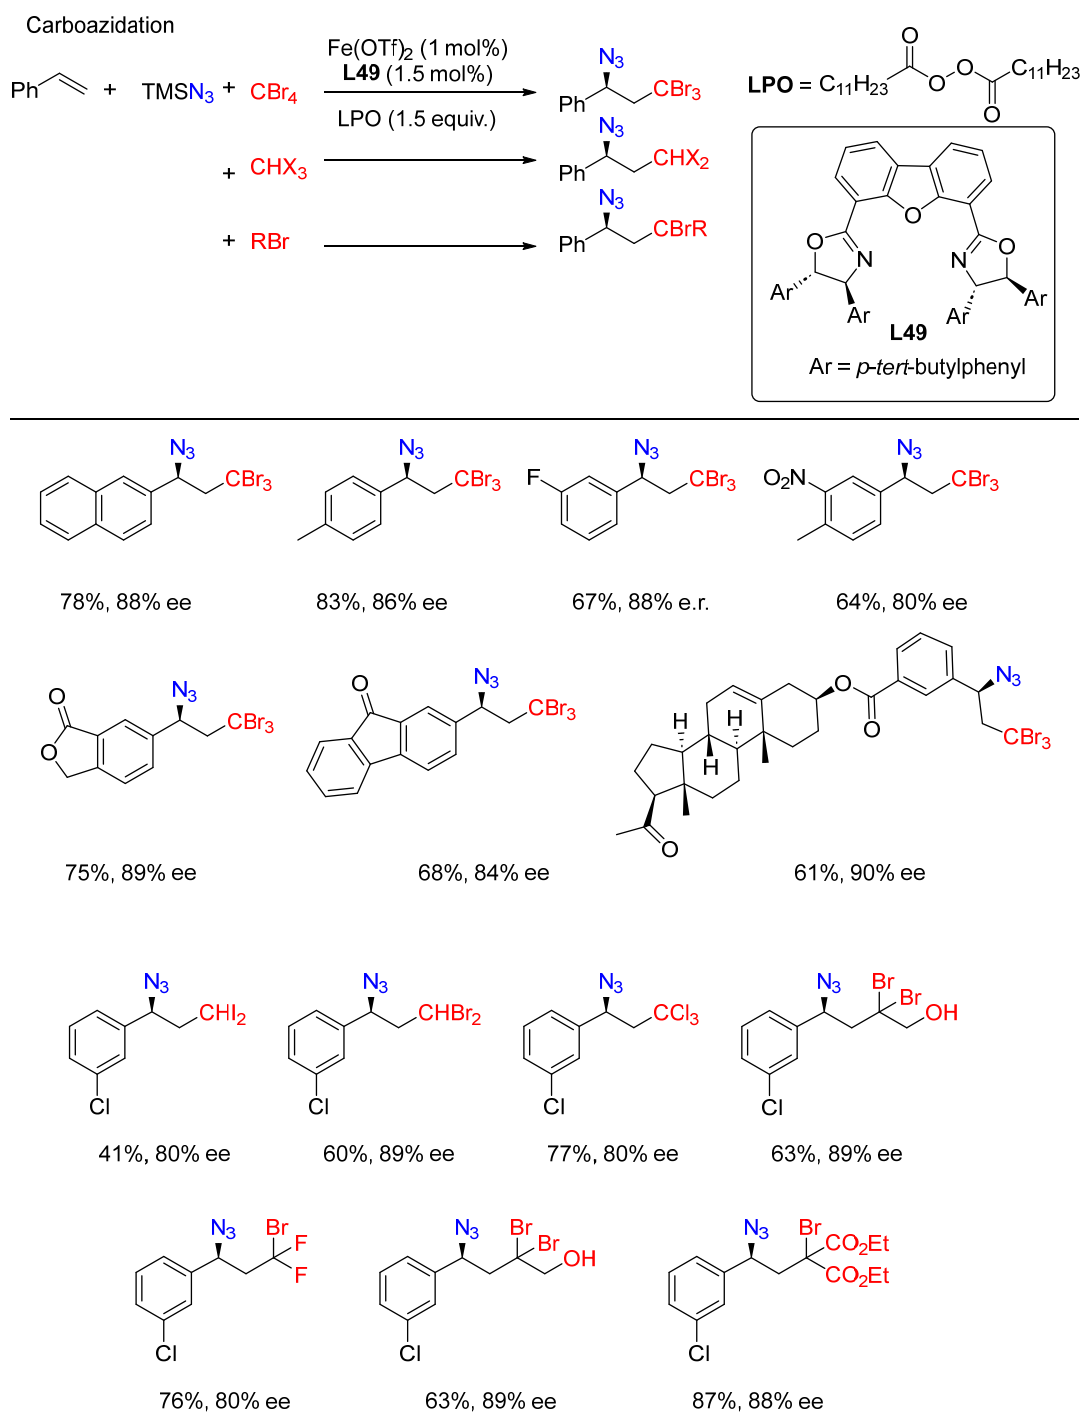 Carboazidation
Ph + TMSN3 + CBr4
Fe(OTf)2 (1 mol%)
L49 (1.5 mol%)
LPO (1.5 equiv.)
N3
Ph CBr3
+ CHX3
N3
Ph CHX2
+ RBr
N3
Ph CBrR
LPO = C11H23 O O O O C11H23
O
O N N O
Ar Ar Ar Ar
L49
Ar = p-tert-butylphenyl
N3 CBr3
N3 CBr3
F N3 CBr3
O2N N3 CBr3
78%, 88% ee
83%, 86% ee
67%, 88% e.r.
64%, 80% ee
O O N3 CBr3
O N3 CBr3
H H H O O O N3 CBr3
75%, 89% ee
68%, 84% ee
61%, 90% ee
N3 CHI2 Cl
N3 CHBr2 Cl
N3 CCl3 Cl
N3 Br Br OH Cl
41%, 80% ee
60%, 89% ee
77%, 80% ee
63%, 89% ee
N3 Br F F Cl
N3 Br Br OH Cl
N3 Br CO2Et CO2Et Cl
76%, 80% ee
63%, 89% ee
87%, 88% ee